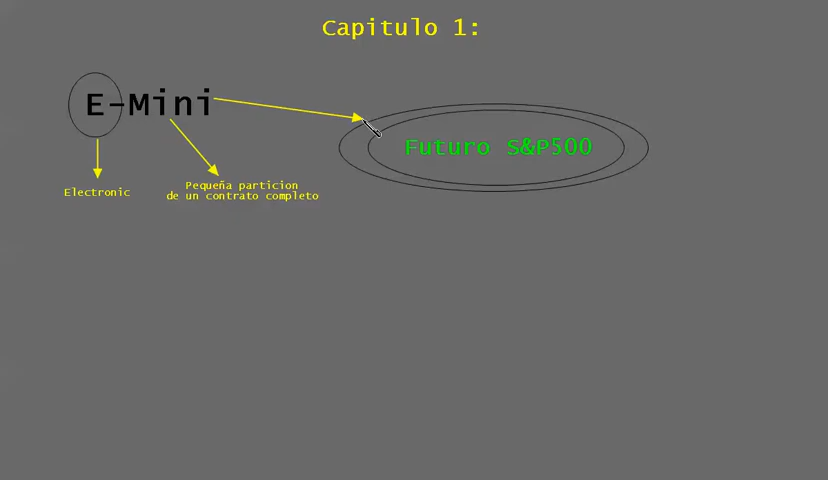 Capitulo 1:
E-Mini
Futuro S&P500
Electronic
Pequeña particion
de un contrato completo